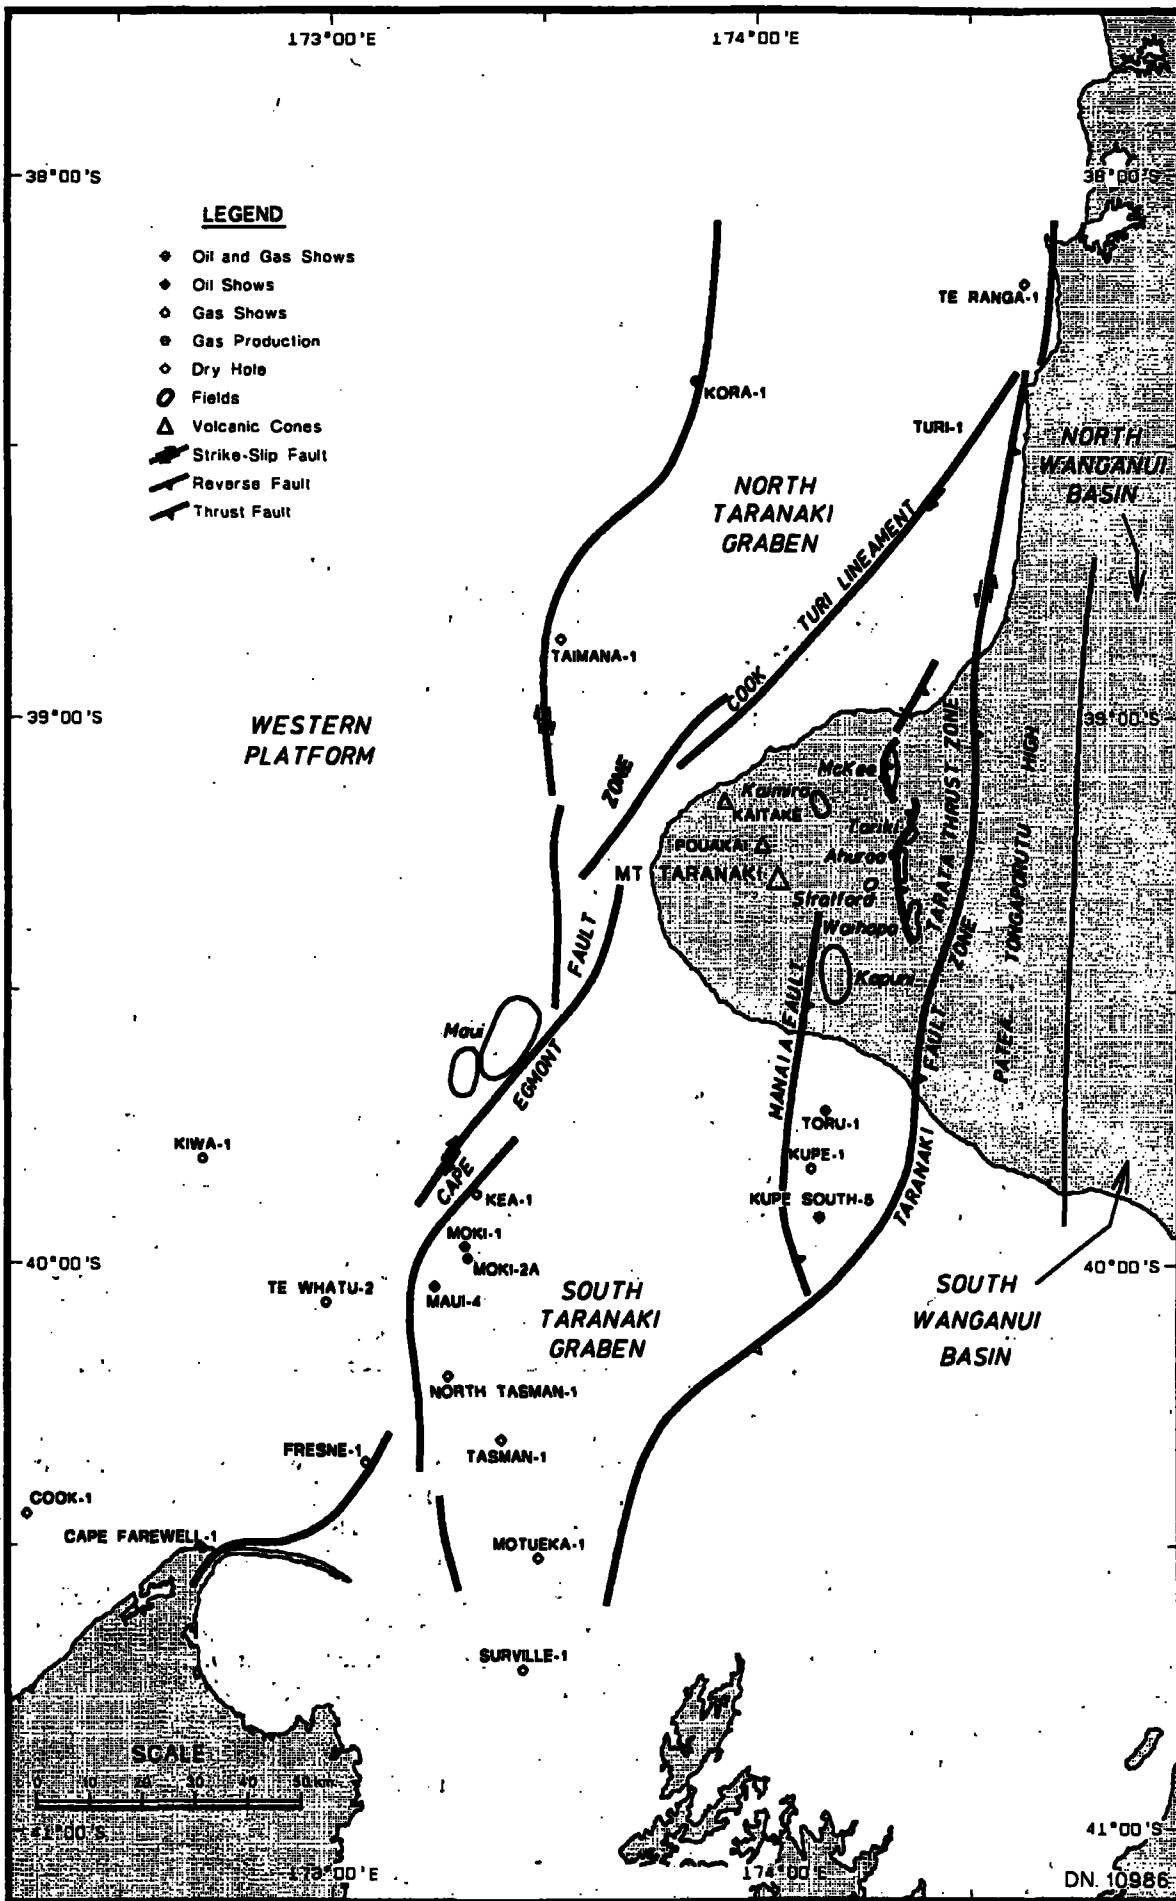 173°00'E
174°00'E
38°00'S
38°00'S
LEGEND
Oil and Gas Shows
Oil Shows
Gas Shows
Gas Production
Dry Hole
Fields
Volcanic Cones
Strike-Slip Fault
Reverse Fault
Thrust Fault
TE RANGA-1
KORA-1
TURI-1
NORTH
WANGANUI
BASIN
NORTH
TARANAKI
GRABEN
TURI LINEAMENT
TAIMANA-1
COOK
39°00'S
39°00'S
WESTERN
PLATFORM
ZONE
McKee
Kaimiro
KAITAKE
Tariki
POUAKAI
Ahuroa
MT TARANAKI
Stratford
Waihapa
TARATA THRUST ZONE
HIGH
TONGAPORUTU
PATEA
ZONE
FAULT
Kapuni
MANAIA FAULT
FAULT
Maui
EGMONT
TORU-1
KIWA-1
KUPE-1
CAPE
KEA-1
KUPE SOUTH-5
TARANAKI
MOKI-1
MOKI-2A
40°00'S
40°00'S
TE WHATU-2
MAUI-4
SOUTH
TARANAKI
GRABEN
SOUTH
WANGANUI
BASIN
NORTH TASMAN-1
FRESNE-1
TASMAN-1
COOK-1
CAPE FAREWELL-1
MOTUEKA-1
SURVILLE-1
SCALE
0 10 20 30 40 50 km
41°00'S
41°00'S
173°00'E
174°00'E
DN. 10986